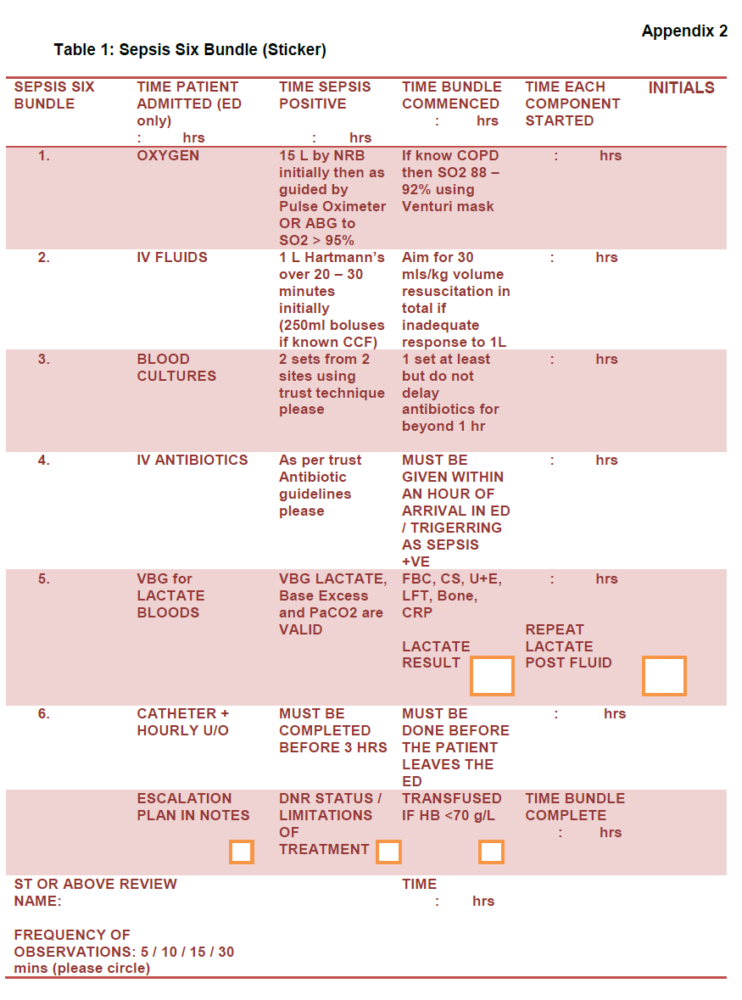 Appendix 2
Table 1: Sepsis Six Bundle (Sticker)
SEPSIS SIX BUNDLE | TIME PATIENT ADMITTED (ED only) : hrs | TIME SEPSIS POSITIVE : hrs | TIME BUNDLE COMMENCED : hrs | TIME EACH COMPONENT STARTED | INITIALS
1. | OXYGEN | 15 L by NRB initially then as guided by Pulse Oximeter OR ABG to SO2 > 95% | If know COPD then SO2 88 – 92% using Venturi mask | : hrs
2. | IV FLUIDS | 1 L Hartmann’s over 20 – 30 minutes initially (250ml boluses if known CCF) | Aim for 30 mls/kg volume resuscitation in total if inadequate response to 1L | : hrs
3. | BLOOD CULTURES | 2 sets from 2 sites using trust technique please | 1 set at least but do not delay antibiotics for beyond 1 hr | : hrs
4. | IV ANTIBIOTICS | As per trust Antibiotic guidelines please | MUST BE GIVEN WITHIN AN HOUR OF ARRIVAL IN ED / TRIGERRING AS SEPSIS +VE | : hrs
5. | VBG for LACTATE BLOODS | VBG LACTATE, Base Excess and PaCO2 are VALID | FBC, CS, U+E, LFT, Bone, CRP LACTATE RESULT | : hrs REPEAT LACTATE POST FLUID
6. | CATHETER + HOURLY U/O | MUST BE COMPLETED BEFORE 3 HRS | MUST BE DONE BEFORE THE PATIENT LEAVES THE ED | : hrs
ESCALATION PLAN IN NOTES | DNR STATUS / LIMITATIONS OF TREATMENT | TRANSFUSED IF HB <70 g/L | TIME BUNDLE COMPLETE : hrs
ST OR ABOVE REVIEW NAME: | TIME : hrs
FREQUENCY OF
OBSERVATIONS: 5 / 10 / 15 / 30
mins (please circle)